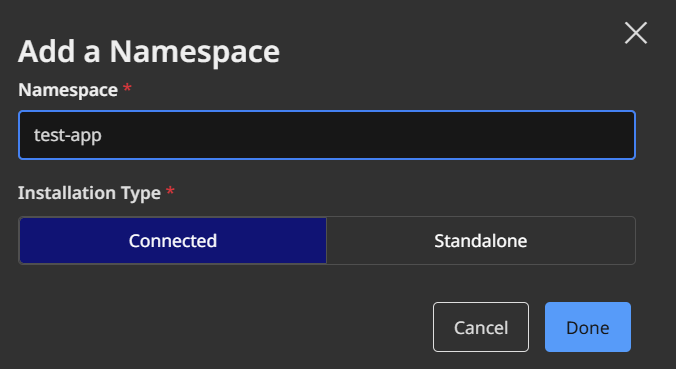 Add a Namespace
Namespace *
test-app
Installation Type *
Connected Standalone
Cancel Done